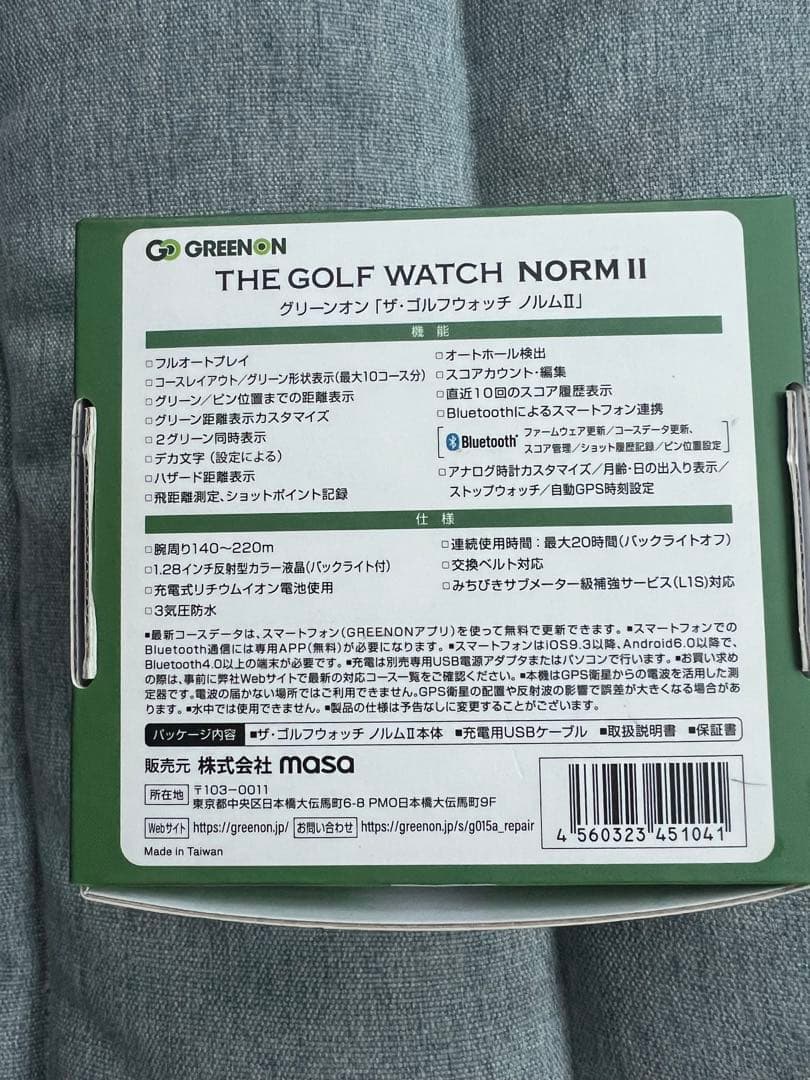 GO GREENON
THE GOLF WATCH NORM II
グリーンオン「ザ・ゴルフウォッチ ノルムII」
機能
□フルオートプレイ
□コースレイアウト/グリーン形状表示(最大10コース分)
□グリーン/ピン位置までの距離表示
□グリーン距離表示カスタマイズ
□2グリーン同時表示
□デカ文字 (設定による)
□ハザード距離表示
□飛距離測定、ショットポイント記録
□オートホール検出
□スコアカウント・編集
□直近10回のスコア履歴表示
□Bluetoothによるスマートフォン連携
Bluetooth ファームウェア更新/コースデータ更新、
スコア管理/ショット履歴記録/ピン位置設定
□アナログ時計カスタマイズ/月齢・日の出入り表示/
ストップウォッチ/自動GPS時刻設定
仕様
□腕周り140〜220m
□1.28インチ反射型カラー液晶(バックライト付)
□充電式リチウムイオン電池使用
□3気圧防水
□連続使用時間：最大20時間(バックライトオフ)
□交換ベルト対応
□みちびきサブメーター級補強サービス(L1S)対応
■最新コースデータは、スマートフォン(GREENONアプリ)を使って無料で更新できます。■スマートフォンでの
Bluetooth通信には専用APP(無料)が必要になります。■スマートフォンはiOS9.3以降、Android6.0以降で、
Bluetooth4.0以上の端末が必要です。■充電は別売専用USB電源アダプタまたはパソコンで行います。■お買い求め
の際は、事前に弊社Webサイトで最新の対応コース一覧をご確認ください。■本機はGPS衛星からの電波を活用した測
定器です。電波の届かない場所ではご利用できません。GPS衛星の配置や反射波の影響で誤差が大きくなる場合があ
ります。■水中では使用できません。■製品の仕様は予告なしに変更することがございます。
パッケージ内容 ■ザ・ゴルフウォッチ ノルムII本体 ■充電用USBケーブル ■取扱説明書 ■保証書
販売元 株式会社 masa
所在地 〒103-0011
東京都中央区日本橋大伝馬町6-8 PMO日本橋大伝馬町9F
Webサイト https://greenon.jp/ お問い合わせ https://greenon.jp/s/g015a_repair
Made in Taiwan
4 560323 451041